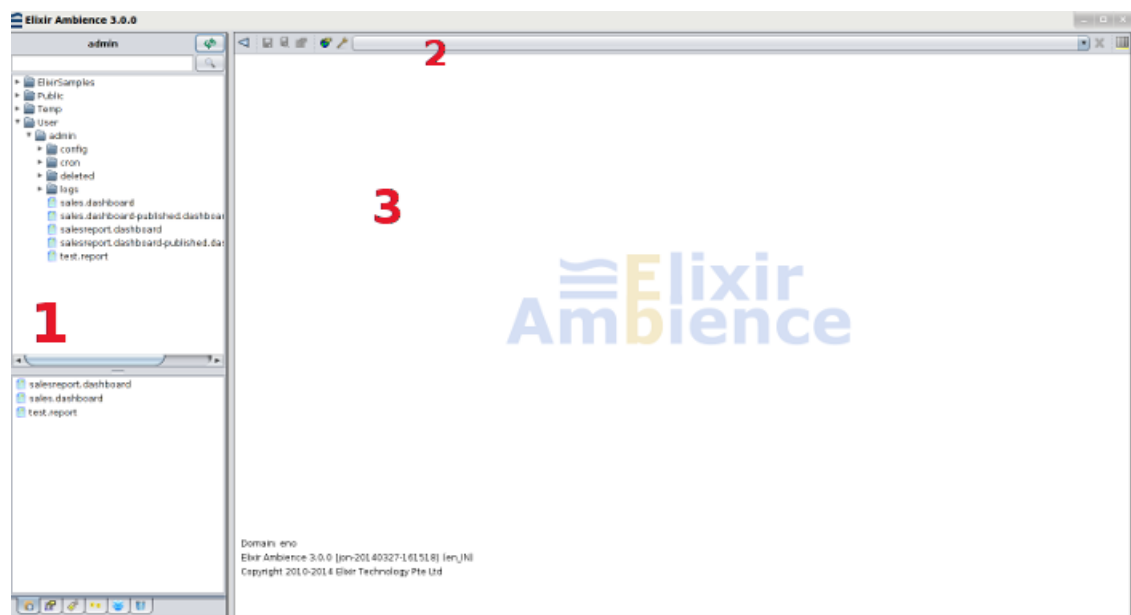 Elixir Ambience 3.0.0
admin
2
ElixirSamples
Public
Temp
User
admin
config
cron
deleted
logs
sales.dashboard
sales.dashboard-published.dashboar
salesreport.dashboard
salesreport.dashboard-published.das
test.report
3
Elixir
Ambience
1
salesreport.dashboard
sales.dashboard
test.report
Domain: eno
Elixir Ambience 3.0.0 [jon-20140327-161518] [en_IN]
Copyright 2010-2014 Elixir Technology Pte Ltd